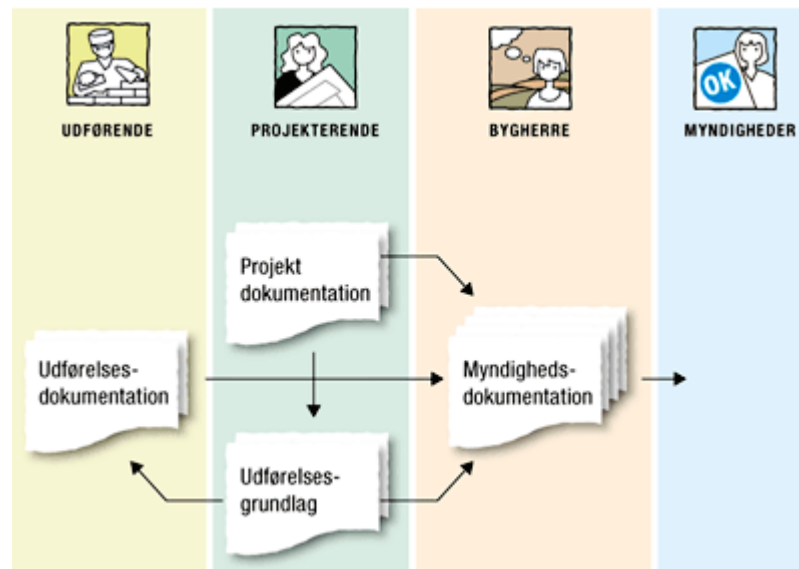 UDFØRENDE
PROJEKTERENDE
BYGHERRE
OK
MYNDIGHEDER
Projekt
dokumentation
Udførelses-
dokumentation
Myndigheds-
dokumentation
Udførelses-
grundlag